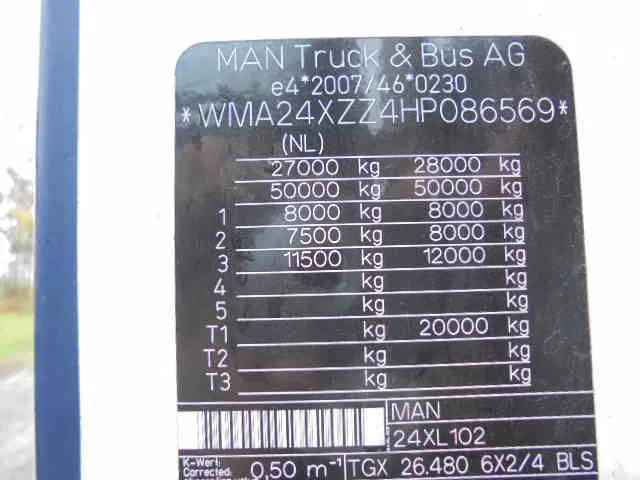 MAN Truck & Bus AG
e4*2007/46*0230
*WMA24XZZ4HP086569*
(NL)
27000 kg 28000 kg
50000 kg 50000 kg
1 8000 kg 8000 kg
2 7500 kg 8000 kg
3 11500 kg 12000 kg
4 kg kg
5 kg kg
T1 kg 20000 kg
T2 kg kg
T3 kg kg
MAN
24XL102
K-Wert
Corrected 0,50 m-1 TGX 26.480 6X2/4 BLS